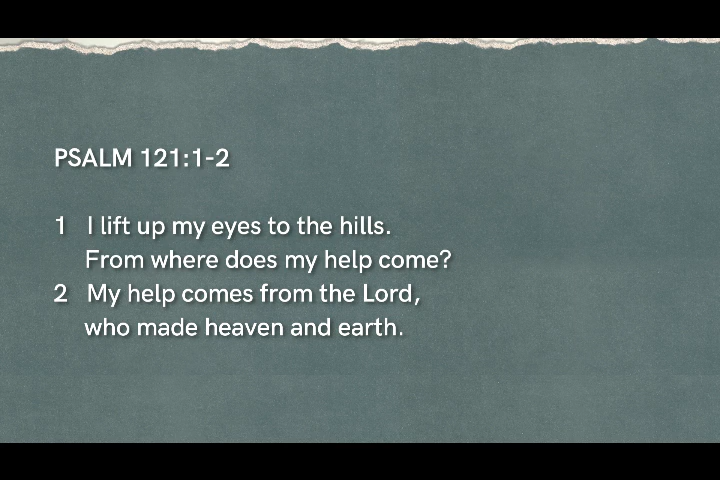 PSALM 121:1-2
1 I lift up my eyes to the hills.
From where does my help come?
2 My help comes from the Lord,
who made heaven and earth.